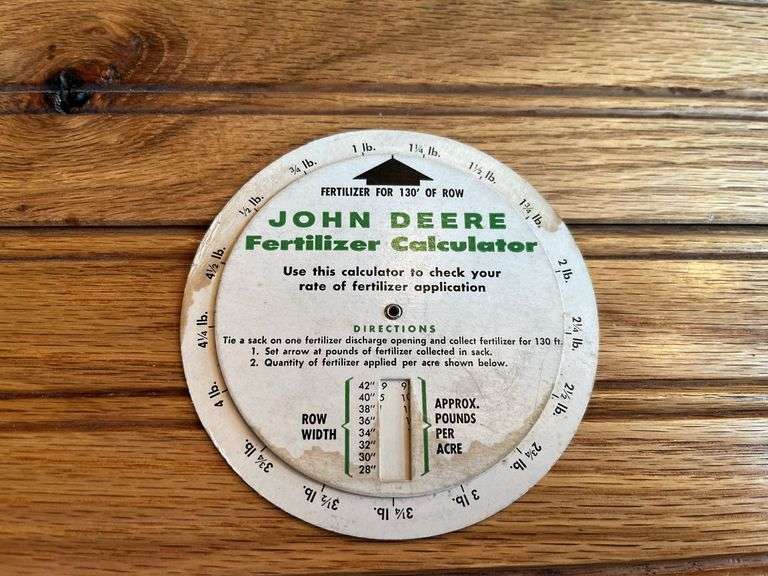 1 lb.
1¼ lb.
1½ lb.
1¾ lb.
2 lb.
2¼ lb.
2½ lb.
2¾ lb.
3 lb.
3¼ lb.
3½ lb.
3¾ lb.
4 lb.
4¼ lb.
4½ lb.
½ lb.
¾ lb.
FERTILIZER FOR 130' OF ROW
JOHN DEERE
Fertilizer Calculator
Use this calculator to check your
rate of fertilizer application
DIRECTIONS
Tie a sack on one fertilizer discharge opening and collect fertilizer for 130 ft.
1. Set arrow at pounds of fertilizer collected in sack.
2. Quantity of fertilizer applied per acre shown below.
ROW
WIDTH
42" 9 9
40" 5
38"
36"
34"
32"
30"
28"
APPROX.
POUNDS
PER
ACRE